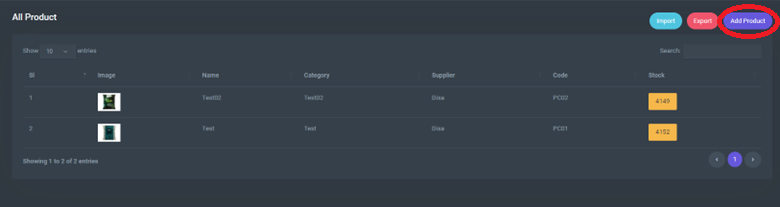 All Product
Import Export Add Product
Show 10 entries Search:
Sl Image Name Category Supplier Code Stock
1 Test02 Test02 Disa PC02 4149
2 Test Test Disa PC01 4152
Showing 1 to 2 of 2 entries
1